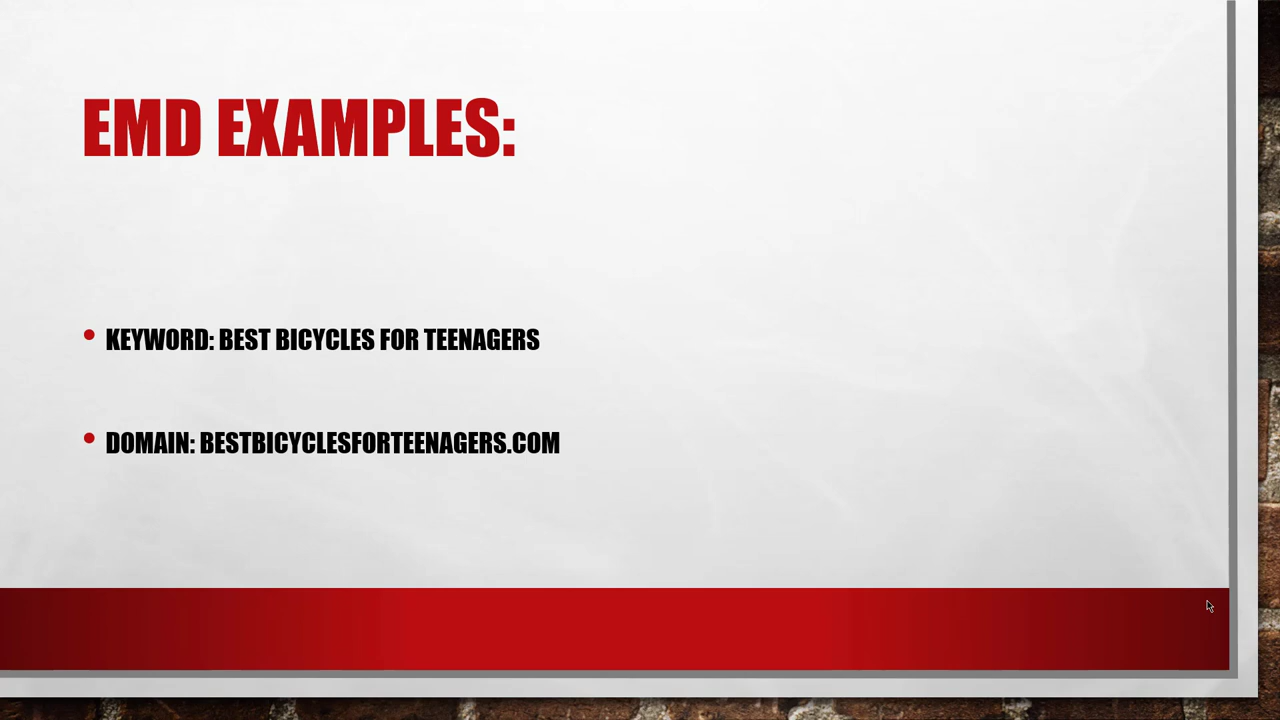 EMD EXAMPLES:
KEYWORD: BEST BICYCLES FOR TEENAGERS
DOMAIN: BESTBICYCLESFORTEENAGERS.COM